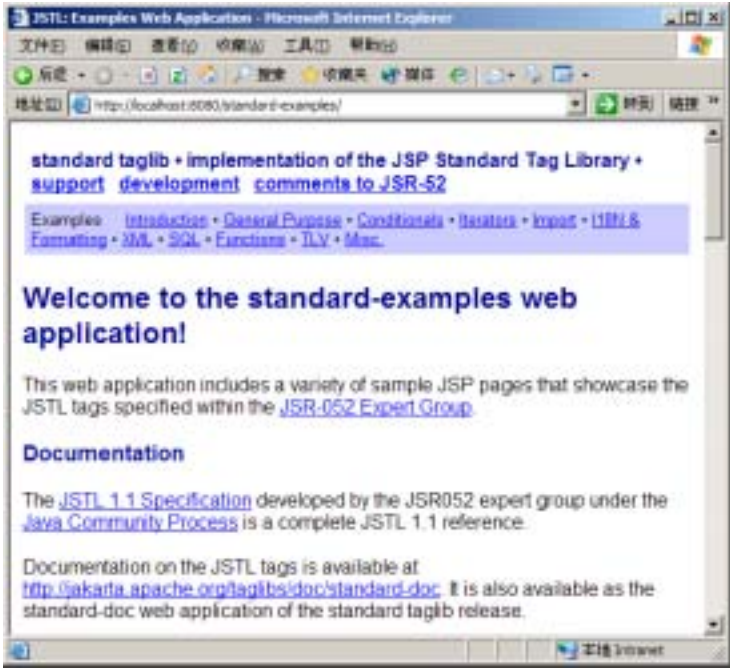 JSTL: Examples Web Application - Microsoft Internet Explorer
文件(F) 编辑(E) 查看(V) 收藏(A) 工具(T) 帮助(H)
后退 搜索 收藏夹 媒体
地址(D) http://localhost:8080/standard-examples/ 转到 链接 »
standard taglib • implementation of the JSP Standard Tag Library •
support development comments to JSR-52
Examples Introduction • General Purpose • Conditionals • Iterators • Import • I18N &
Formatting • XML • SQL • Functions • TLV • Misc.
Welcome to the standard-examples web
application!
This web application includes a variety of sample JSP pages that showcase the
JSTL tags specified within the JSR-052 Expert Group.
Documentation
The JSTL 1.1 Specification developed by the JSR052 expert group under the
Java Community Process is a complete JSTL 1.1 reference.
Documentation on the JSTL tags is available at
http://jakarta.apache.org/taglibs/doc/standard-doc. It is also available as the
standard-doc web application of the standard taglib release.
本地 Intranet